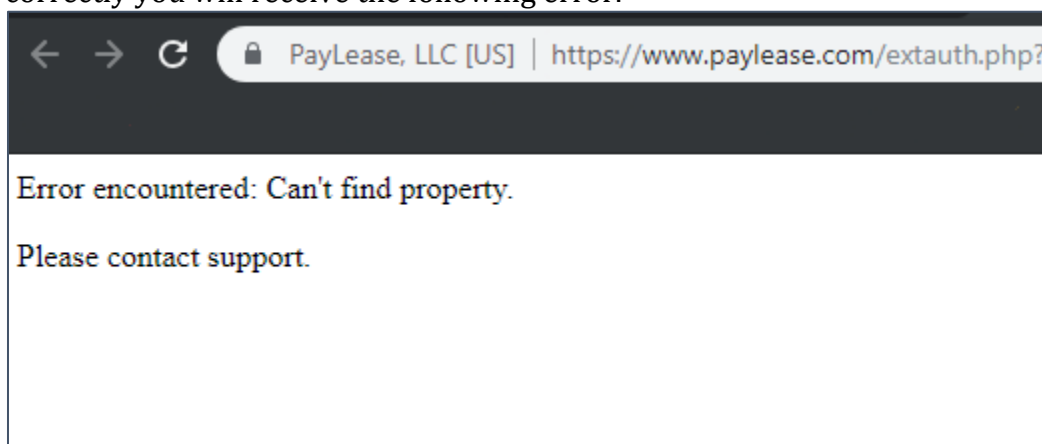 correctly you will receive the following error:
PayLease, LLC [US] | https://www.paylease.com/extauth.php?
Error encountered: Can't find property.
Please contact support.